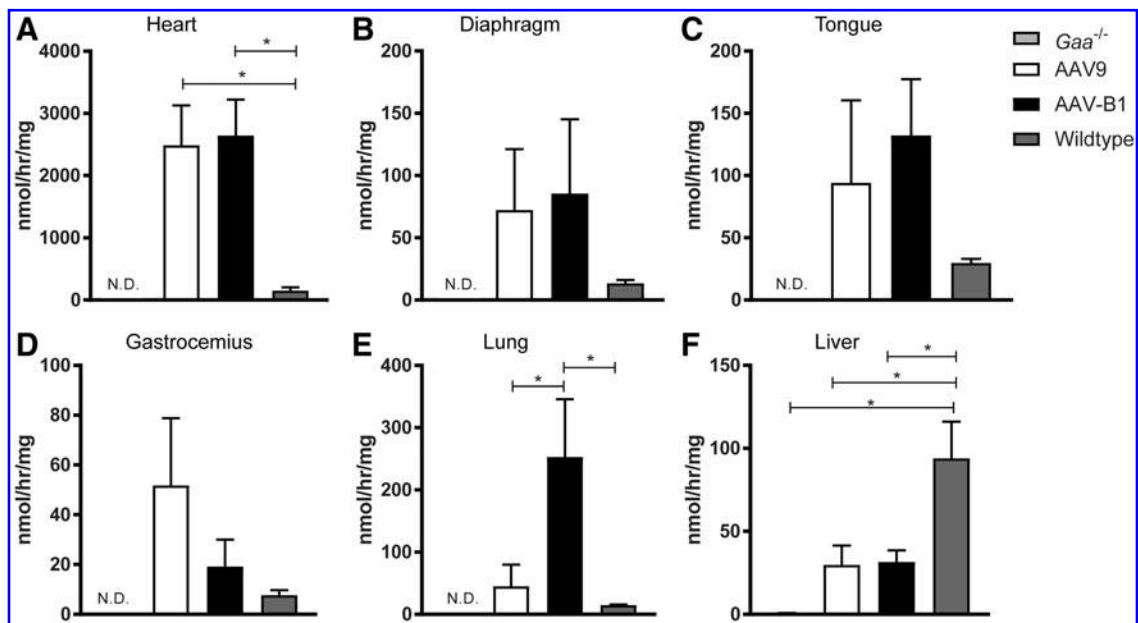 A Heart
nmol/hr/mg
4000
3000
2000
1000
0
N.D.
*
*
B Diaphragm
nmol/hr/mg
200
150
100
50
0
N.D.
C Tongue
nmol/hr/mg
200
150
100
50
0
N.D.
Gaa-/-
AAV9
AAV-B1
Wildtype
D Gastrocemius
nmol/hr/mg
100
80
60
40
20
0
N.D.
E Lung
nmol/hr/mg
400
300
200
100
0
N.D.
*
*
F Liver
nmol/hr/mg
150
100
50
0
*
*
*